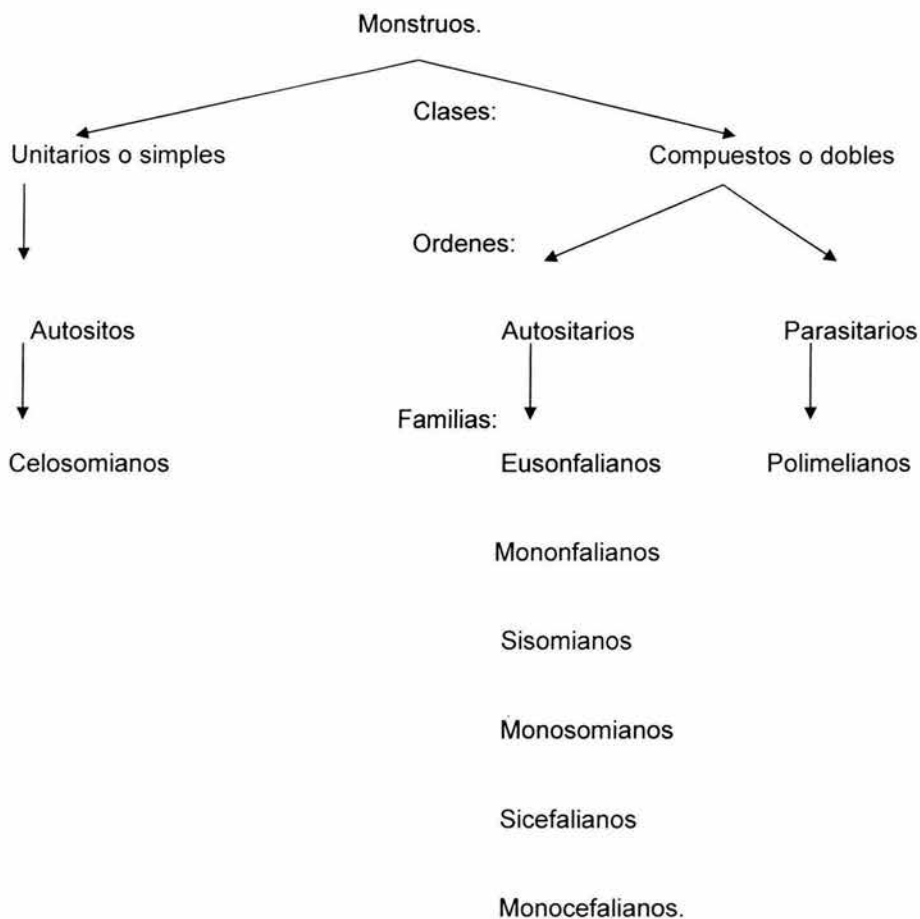 Monstruos.
Clases:
Unitarios o simples
Compuestos o dobles
Ordenes:
Autositos
Autositarios
Parasitarios
Familias:
Celosomianos
Eusonfalianos
Polimelianos
Mononfalianos
Sisomianos
Monosomianos
Sicefalianos
Monocefalianos.